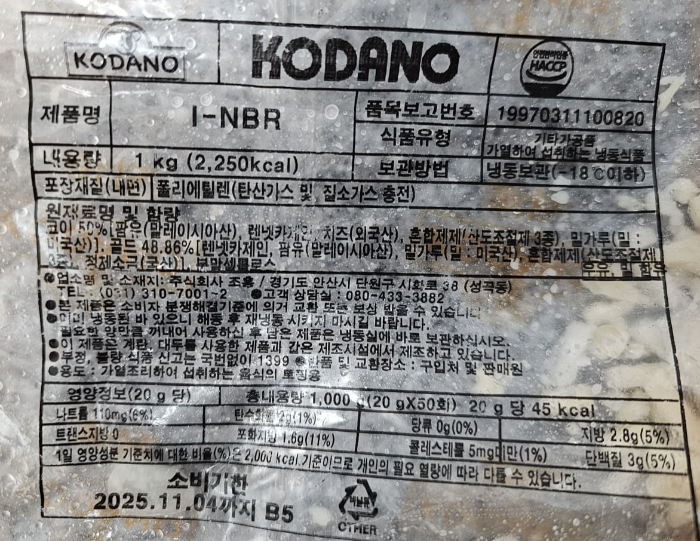 KODANO
KODANO
안전관리인증
HACCP
제품명
I-NBR
품목보고번호
19970311100820
식품유형
기타가공품
가열하여 섭취하는 냉동식품
내용량
1 kg (2,250kcal)
보관방법
냉동보관(-18℃이하)
포장재질(내면)
폴리에틸렌(탄산가스 및 질소가스 충전)
원재료명 및 함량
코이 50%[팜유(말레이시아산), 렌넷카제인, 치즈(외국산), 혼합제제(산도조절제 3종), 밀가루(밀 :
미국산)], 골드 48.86%[렌넷카제인, 팜유(말레이시아산), 밀가루(밀 : 미국산), 혼합제제(산도조절제
3종), 정제소금(국산)], 분말셀룰로스
우유, 밀 함유
●업소명 및 소재지: 주식회사 조흥 / 경기도 안산시 단원구 시화로 38 (성곡동)
TEL : (031) 310-7001-2 ●고객 상담실 : 080-433-3882
●본 제품은 소비자 분쟁해결기준에 의거 교환 또는 보상 받을 수 있습니다
●이미 냉동된 바 있으니 해동 후 재냉동 시키지 마시길 바랍니다.
필요한 양만큼 꺼내어 사용하신 후 남은 제품은 냉동실에 바로 보관하십시오.
●이 제품은 계란, 대두를 사용한 제품과 같은 제조시설에서 제조하고 있습니다.
●부정, 불량 식품 신고는 국번없이 1399 ●반품 및 교환장소 : 구입처 및 판매원
●용도 : 가열조리하여 섭취하는 음식의 토핑용
영양정보(20 g 당)
총내용량 1,000 g(20 gX50회) 20 g 당 45 kcal
나트륨 110mg(6%)
탄수화물 2g(1%)
당류 0g(0%)
지방 2.8g(5%)
트랜스지방 0
포화지방 1.6g(11%)
콜레스테롤 5mg미만(1%)
단백질 3g(5%)
1일 영양성분 기준치에 대한 비율(%)은 2,000 kcal 기준이므로 개인의 필요 열량에 따라 다를 수 있습니다.
소비기한
2025.11.04까지 B5
OTHER